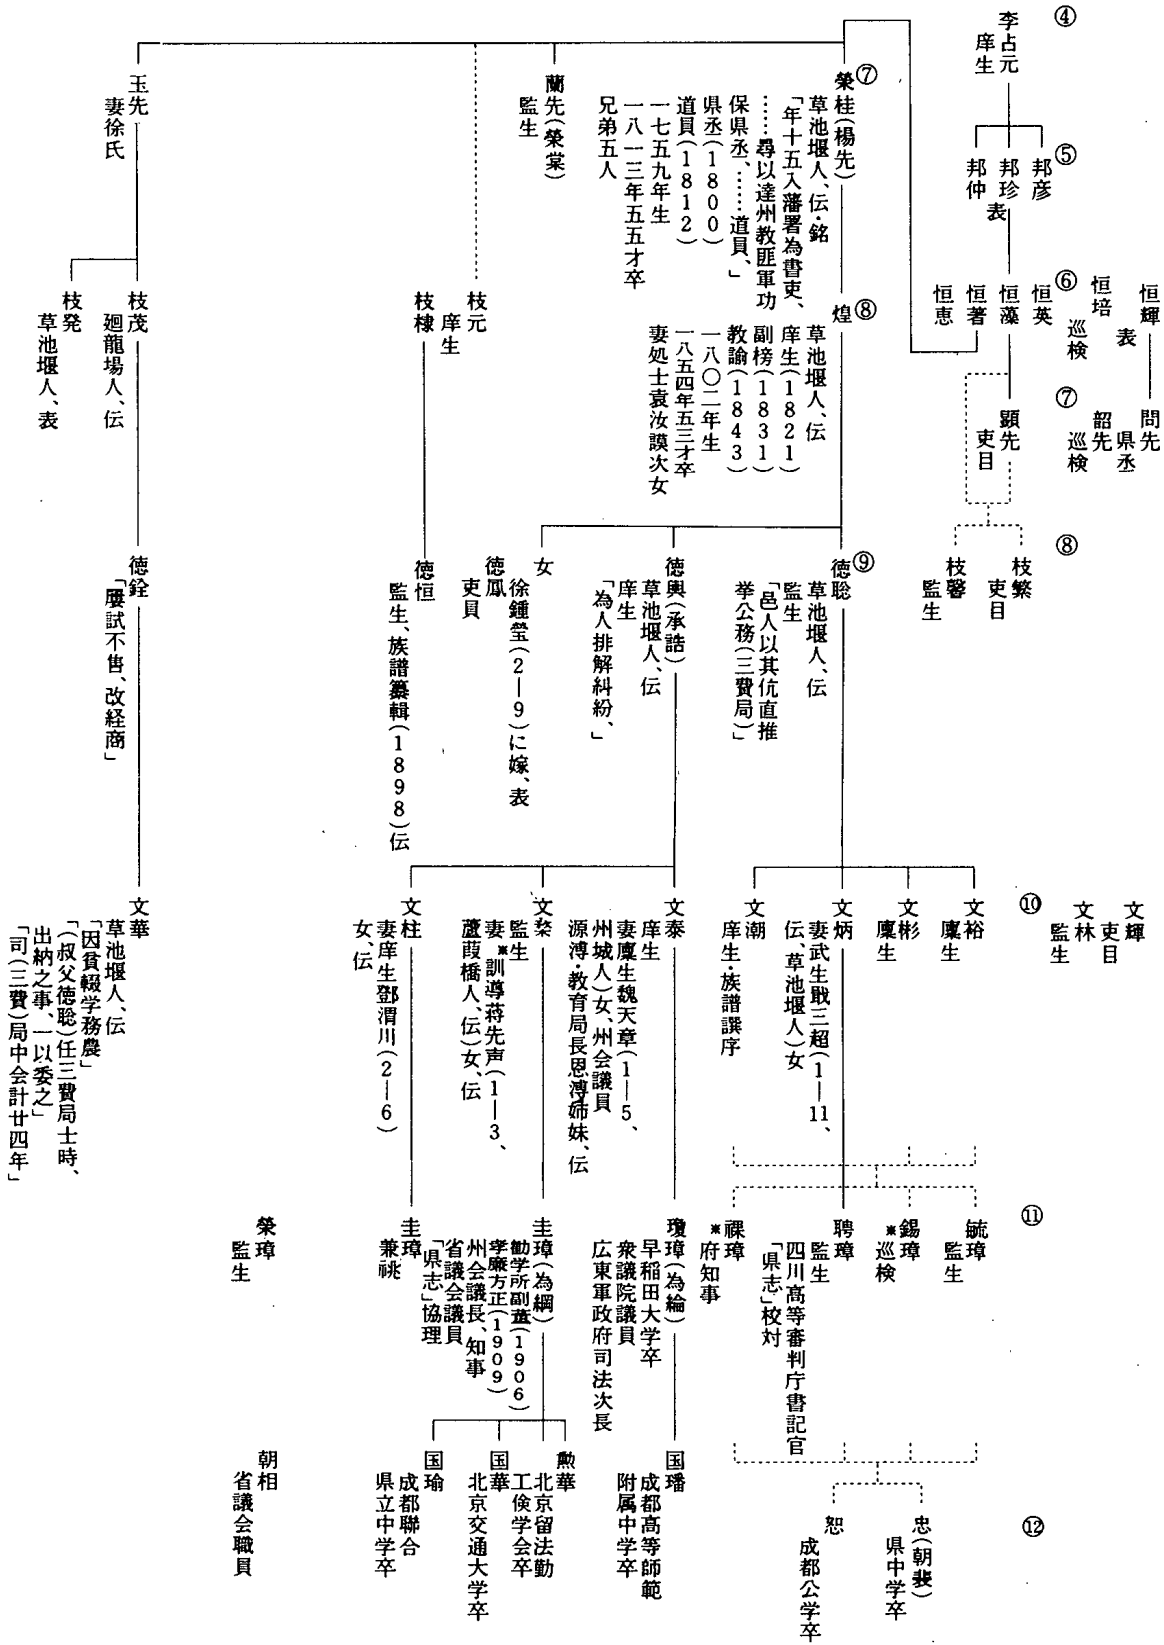 ④
李占元
庠生
⑤
邦彦
邦珍
表
邦仲
⑥
恒輝
表
恒培
巡検
恒英
恒藻
恒著
恒恵
⑦
問先
県丞
韶先
巡検
顕先
吏目
⑧
枝繁
吏目
枝馨
監生
⑦
榮桂(楊先)
草池堰人、伝・銘
「年十五入藩署為書吏、
……尋以達州教匪軍功
保県丞、……道員、」
県丞(1800)
道員(1812)
一七五九年生
一八一三年五五才卒
兄弟五人
蘭先(榮棠)
監生
玉先
妻徐氏
⑧
煌
草池堰人、伝
庠生(1821)
副榜(1831)
教諭(1843)
一八〇二年生
一八五四年五三才卒
妻処士袁汝謨次女
枝元
庠生
枝棣
枝茂
廻龍場人、伝
枝発
草池堰人、表
⑨
徳聡
草池堰人、伝
監生
「邑人以其伉直推
挙公務(三費局)」
徳輿(承誥)
草池堰人、伝
庠生
「為人排解糾紛、」
女
徐鍾瑩(2―9)に嫁、表
徳鳳
吏員
徳恒
監生、族譜纂輯(1898)伝
徳銓
「屢試不售、改経商」
⑩
文輝
吏目
文林
監生
文裕
廩生
文彬
廩生
文炳
妻武生戢三超(1―11、
伝、草池堰人)女
文潮
庠生・族譜譔序
文泰
庠生
妻廩生魏天章(1―5、
州城人)女、州会議員
源溥・教育局長恩溥姉妹、伝
文棻
監生
妻※訓導蒋先声(1―3、
蘆葭橋人、伝)女、伝
文柱
妻庠生鄧渭川(2―6)
女、伝
文華
草池堰人、伝
「因貧輟学務農」
「(叔父徳聡)任三費局士時、
出納之事、一以委之」
「司(三費)局中会計廿四年」
⑪
毓璋
監生
錫璋
※巡検
聘璋
監生
四川高等審判庁書記官
「県志」校対
祼璋
※府知事
瓊璋(為綸)
早稲田大学卒
衆議院議員
広東軍政府司法次長
圭璋(為綱)
勧学所副董(1906)
孝廉方正(1909)
州会議長、知事
省議会議員
「県志」協理
圭璋
兼祧
榮璋
監生
⑫
忠(朝裴)
県中学卒
恕
成都公学卒
国璠
成都高等師範
附属中学卒
勲華
北京留法勤
工倹学会卒
国華
北京交通大学卒
国瑜
成都聯合
県立中学卒
朝相
省議会職員